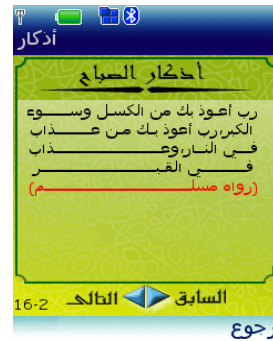 أذكار
أذكار الصباح
رب أعوذ بك من الكسل وسوء
الكبر،رب أعوذ بك من عذاب
في النار،وعذاب
في القبر
(رواه مسلم)
السابق التالى
16-2
رجوع